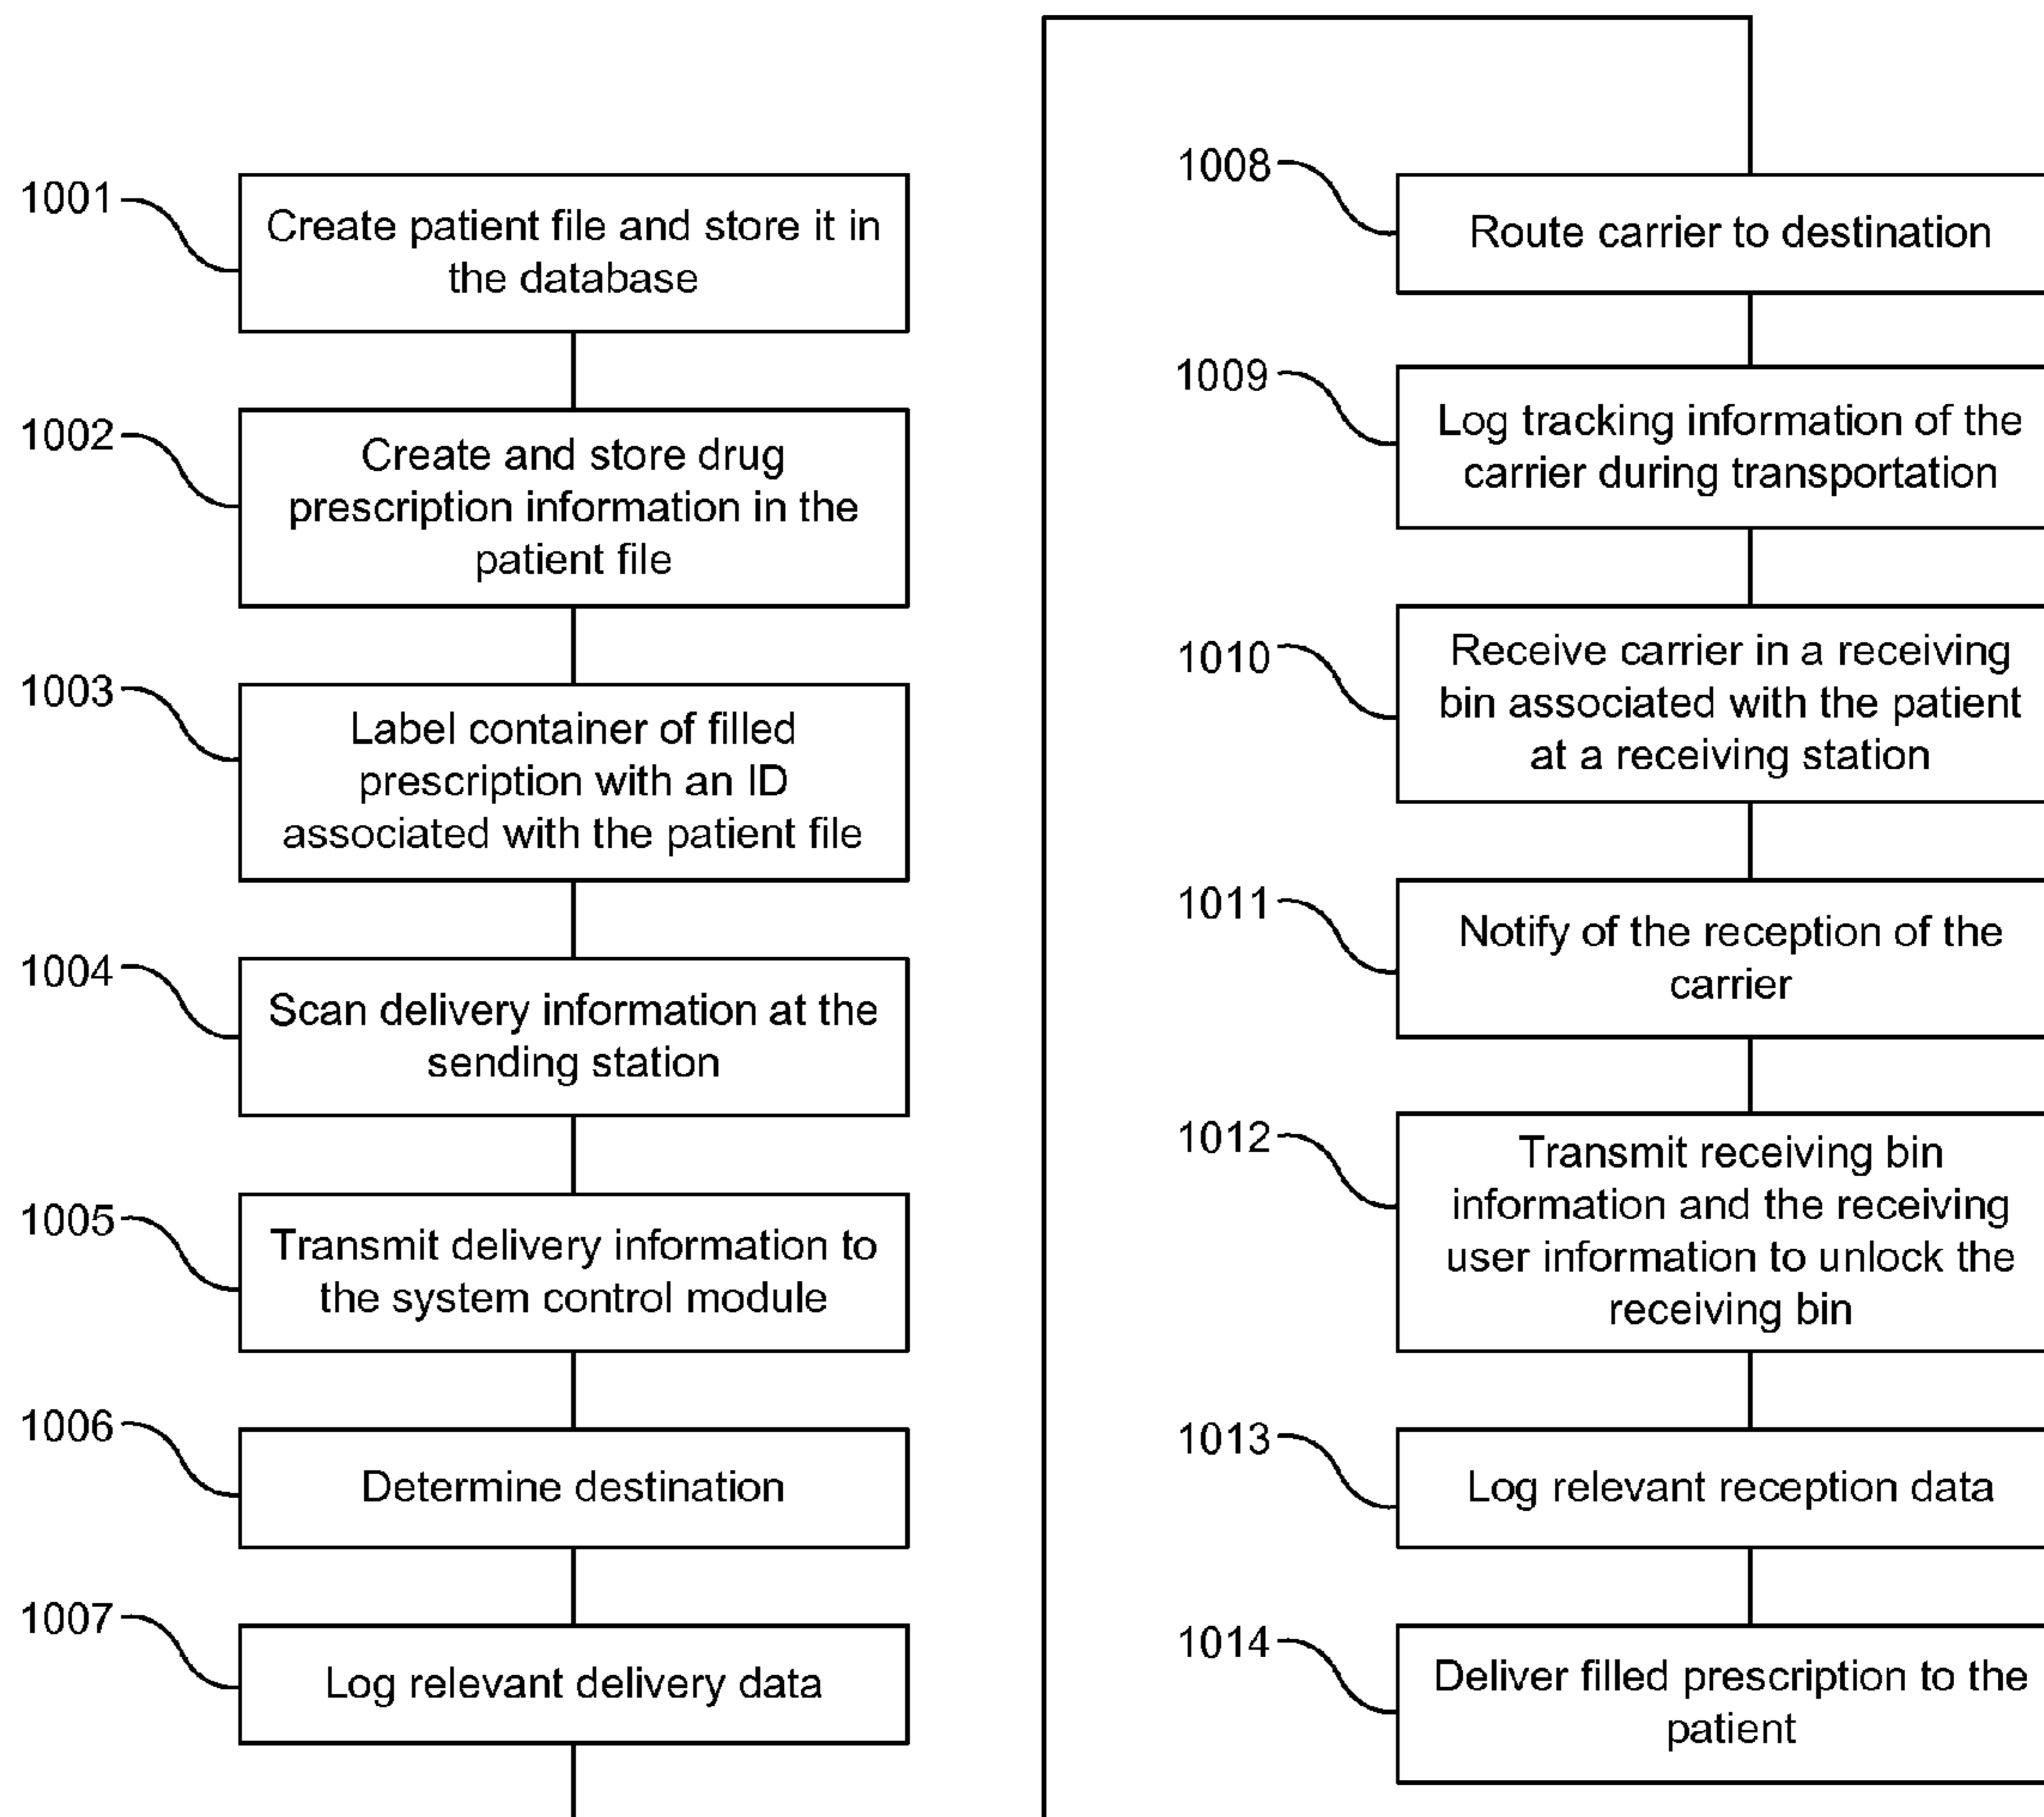 1001
Create patient file and store it in
the database
1002
Create and store drug
prescription information in the
patient file
1003
Label container of filled
prescription with an ID
associated with the patient file
1004
Scan delivery information at the
sending station
1005
Transmit delivery information to
the system control module
1006
Determine destination
1007
Log relevant delivery data
1008
Route carrier to destination
1009
Log tracking information of the
carrier during transportation
1010
Receive carrier in a receiving
bin associated with the patient
at a receiving station
1011
Notify of the reception of the
carrier
1012
Transmit receiving bin
information and the receiving
user information to unlock the
receiving bin
1013
Log relevant reception data
1014
Deliver filled prescription to the
patient